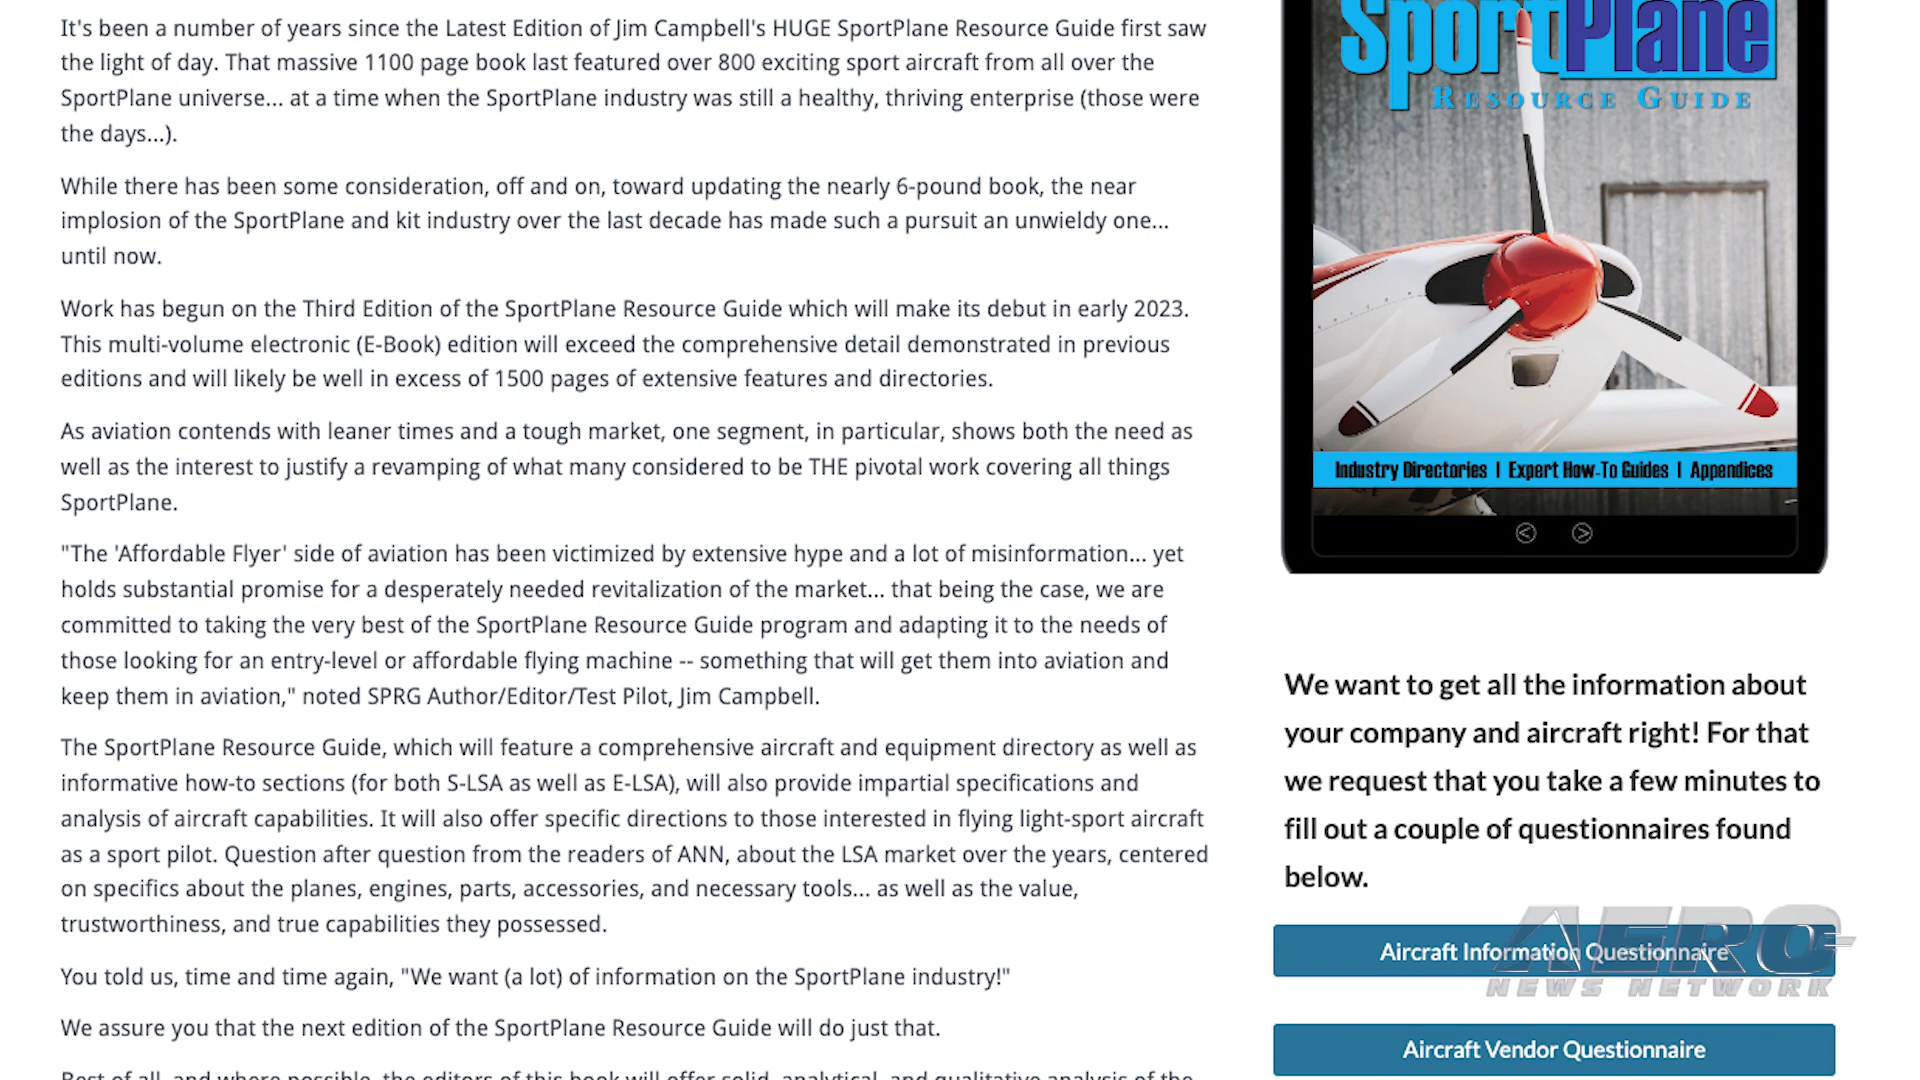 It's been a number of years since the Latest Edition of Jim Campbell's HUGE SportPlane Resource Guide first saw
the light of day. That massive 1100 page book last featured over 800 exciting sport aircraft from all over the
SportPlane universe... at a time when the SportPlane industry was still a healthy, thriving enterprise (those were
the days...).
While there has been some consideration, off and on, toward updating the nearly 6-pound book, the near
implosion of the SportPlane and kit industry over the last decade has made such a pursuit an unwieldy one...
until now.
Work has begun on the Third Edition of the SportPlane Resource Guide which will make its debut in early 2023.
This multi-volume electronic (E-Book) edition will exceed the comprehensive detail demonstrated in previous
editions and will likely be well in excess of 1500 pages of extensive features and directories.
As aviation contends with leaner times and a tough market, one segment, in particular, shows both the need as
well as the interest to justify a revamping of what many considered to be THE pivotal work covering all things
SportPlane.
"The 'Affordable Flyer' side of aviation has been victimized by extensive hype and a lot of misinformation... yet
holds substantial promise for a desperately needed revitalization of the market... that being the case, we are
committed to taking the very best of the SportPlane Resource Guide program and adapting it to the needs of
those looking for an entry-level or affordable flying machine -- something that will get them into aviation and
keep them in aviation," noted SPRG Author/Editor/Test Pilot, Jim Campbell.
The SportPlane Resource Guide, which will feature a comprehensive aircraft and equipment directory as well as
informative how-to sections (for both S-LSA as well as E-LSA), will also provide impartial specifications and
analysis of aircraft capabilities. It will also offer specific directions to those interested in flying light-sport aircraft
as a sport pilot. Question after question from the readers of ANN, about the LSA market over the years, centered
on specifics about the planes, engines, parts, accessories, and necessary tools... as well as the value,
trustworthiness, and true capabilities they possessed.
You told us, time and time again, "We want (a lot) of information on the SportPlane industry!"
We assure you that the next edition of the SportPlane Resource Guide will do just that.
Best of all, and where possible, the editors of this book will offer solid, analytical, and qualitative analysis of the
SportPlane
RESOURCE GUIDE
Industry Directories | Expert How-To Guides | Appendices
We want to get all the information about
your company and aircraft right! For that
we request that you take a few minutes to
fill out a couple of questionnaires found
below.
Aircraft Information Questionnaire
AERO
NEWS NETWORK
Aircraft Vendor Questionnaire